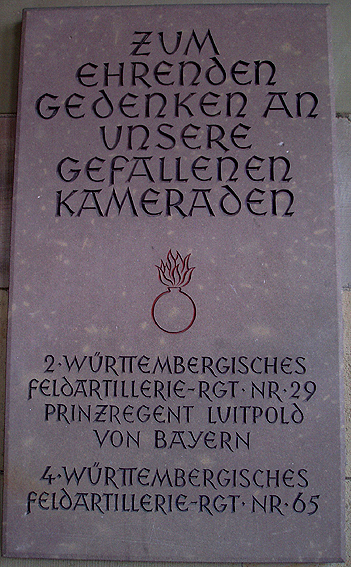 ZUM
EHRENDEN
GEDENKEN AN
UNSERE
GEFALLENEN
KAMERADEN
2·WÜRTTEMBERGISCHES
FELDARTILLERIE-RGT·NR·29
PRINZREGENT LUITPOLD
VON BAYERN
4·WÜRTTEMBERGISCHES
FELDARTILLERIE-RGT·NR·65